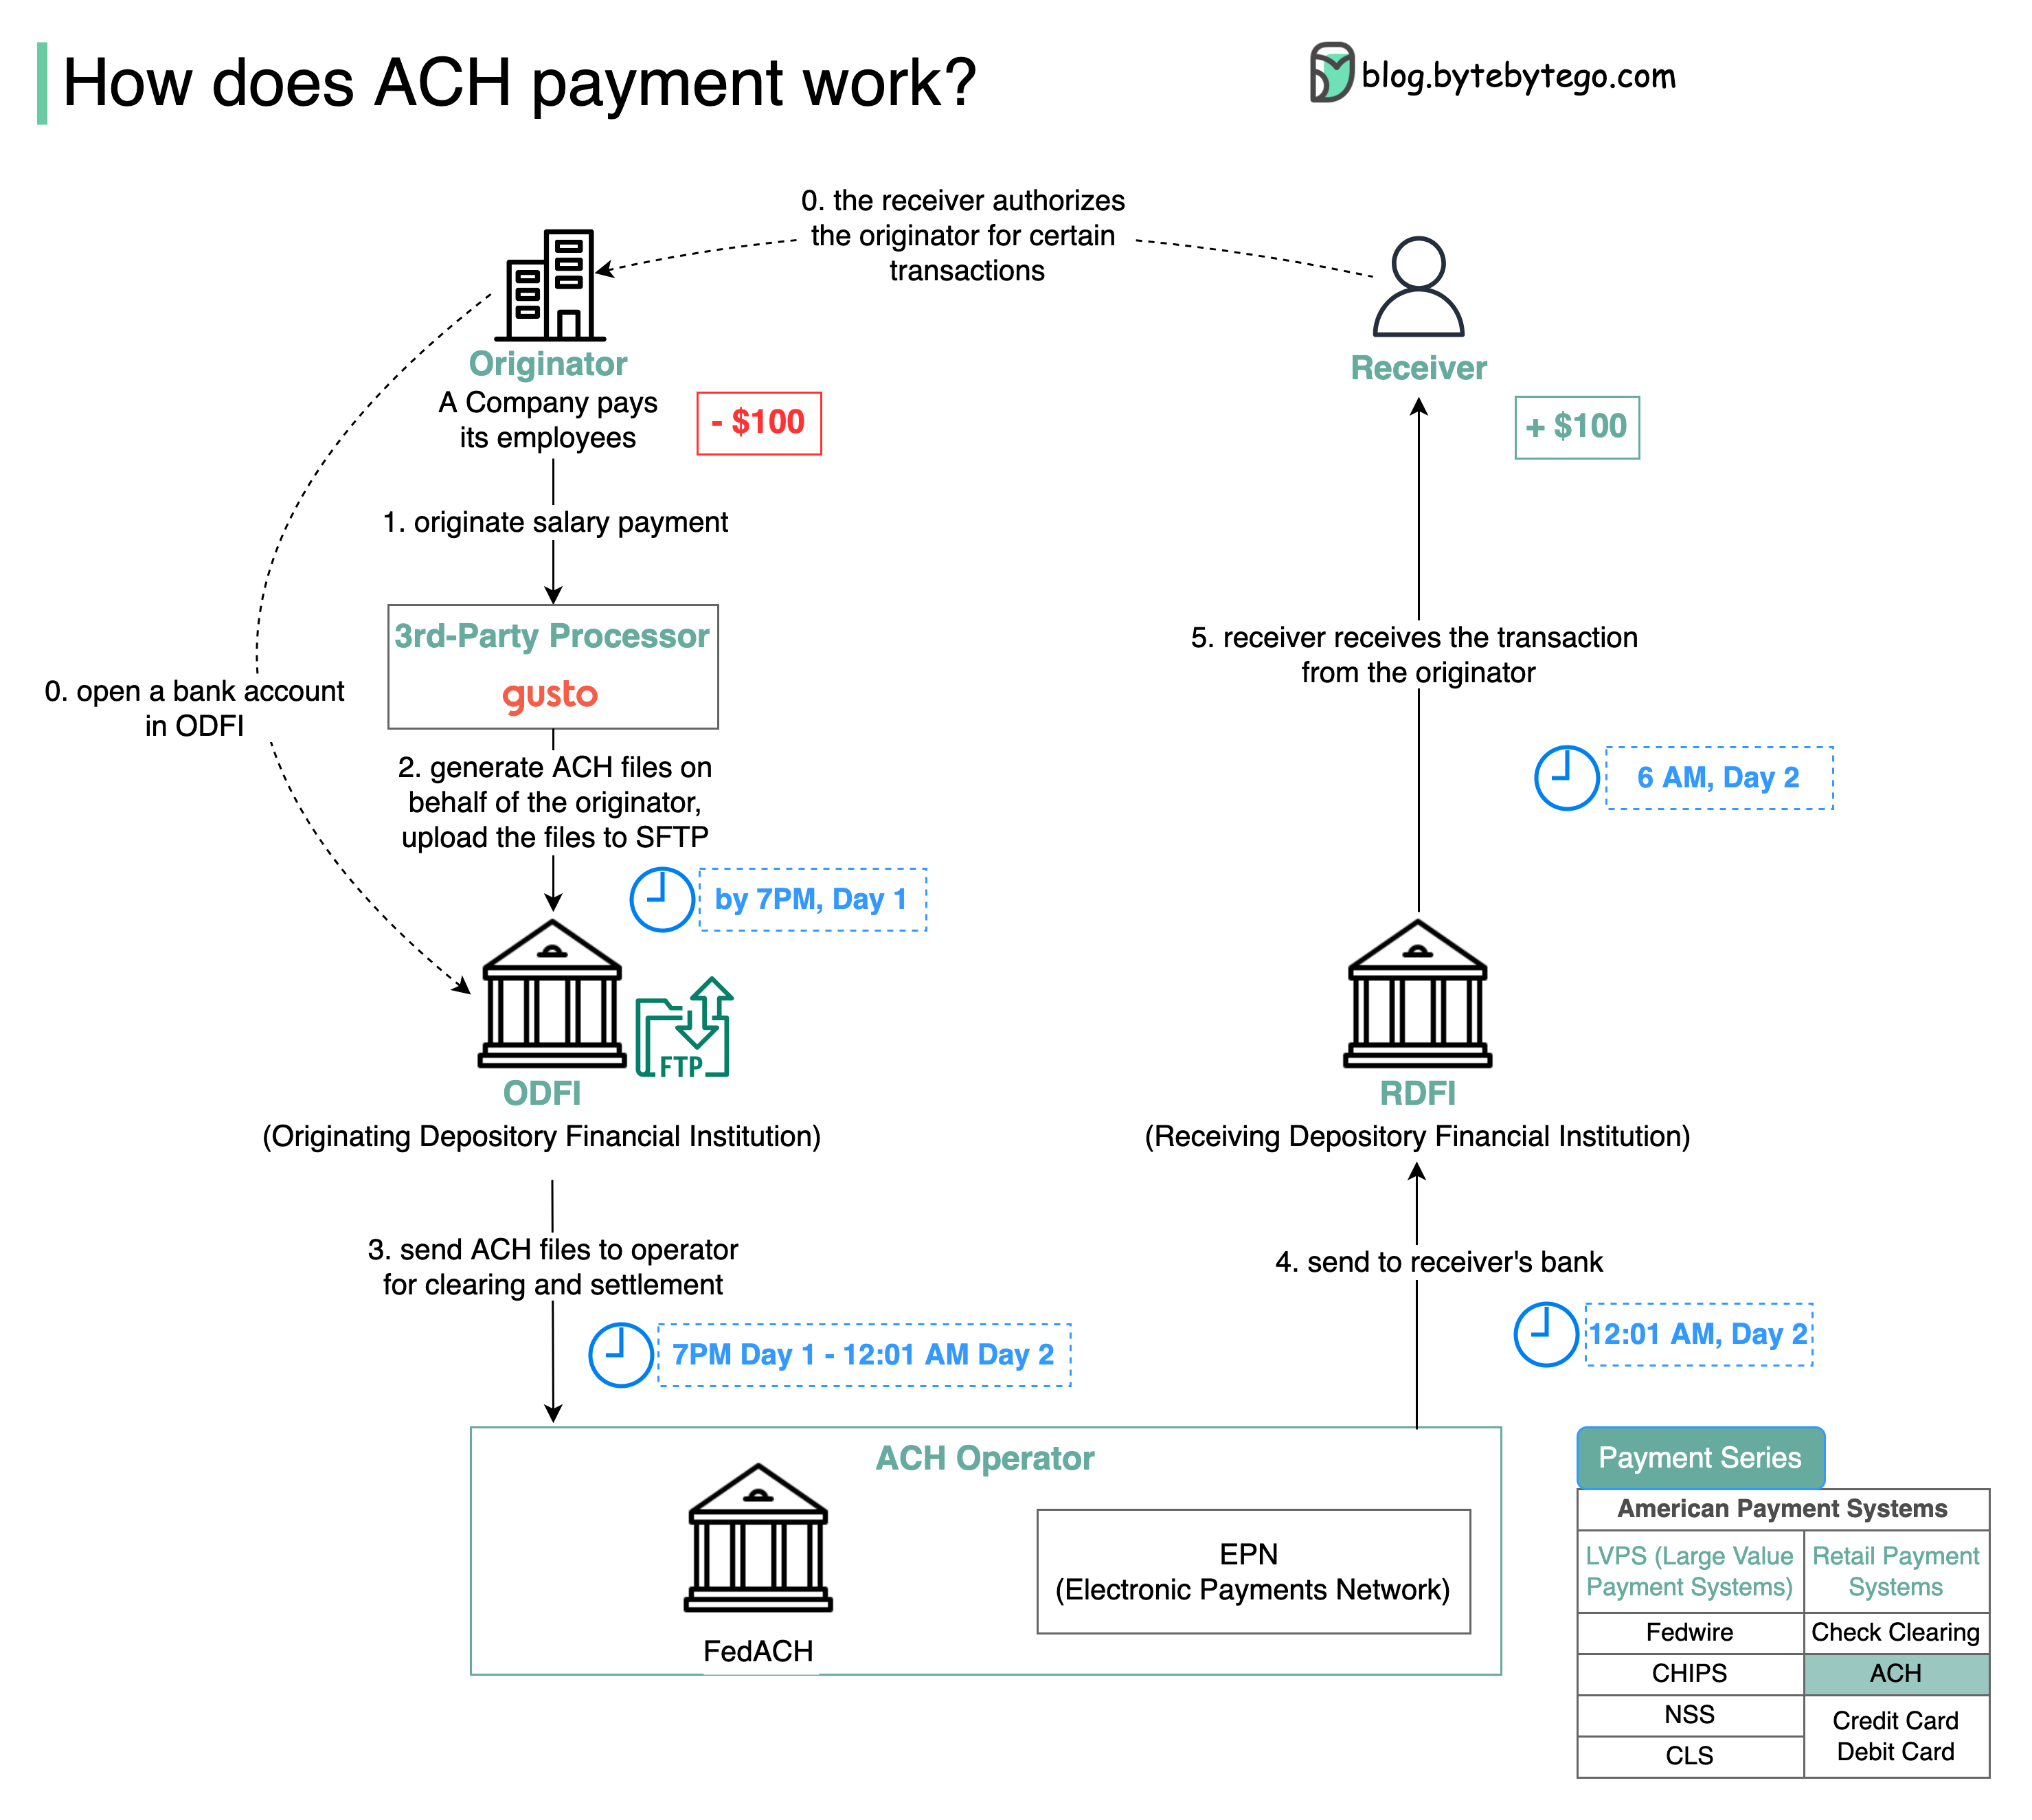 How does ACH payment work?
blog.bytebytego.com
0. the receiver authorizes
the originator for certain
transactions
Originator
A Company pays
its employees
- $100
Receiver
+ $100
1. originate salary payment
3rd-Party Processor
gusto
0. open a bank account
in ODFI
2. generate ACH files on
behalf of the originator,
upload the files to SFTP
by 7PM, Day 1
5. receiver receives the transaction
from the originator
6 AM, Day 2
FTP
ODFI
(Originating Depository Financial Institution)
RDFI
(Receiving Depository Financial Institution)
3. send ACH files to operator
for clearing and settlement
7PM Day 1 - 12:01 AM Day 2
4. send to receiver's bank
12:01 AM, Day 2
ACH Operator
FedACH
EPN
(Electronic Payments Network)
Payment Series
American Payment Systems
LVPS (Large Value
Payment Systems)
Retail Payment
Systems
Fedwire
Check Clearing
CHIPS
ACH
NSS
CLS
Credit Card
Debit Card